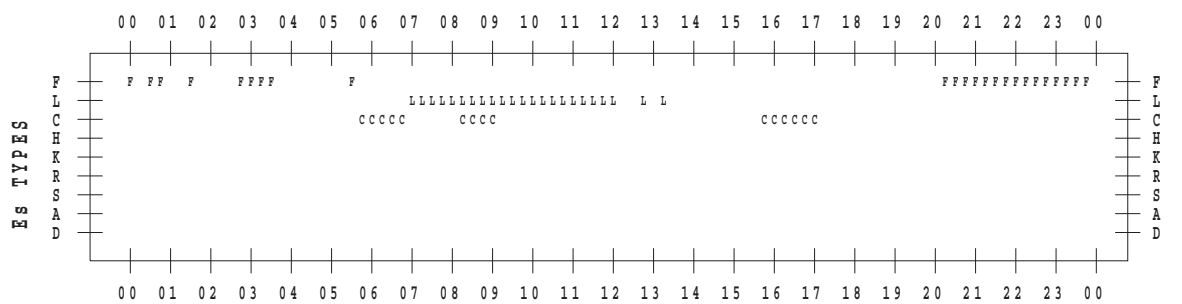 00 01 02 03 04 05 06 07 08 09 10 11 12 13 14 15 16 17 18 19 20 21 22 23 00
F F FF F FFFF F FFFFFFFFFFFFFFF F
L LLLLLLLLLLLLLLLLLLLLL L L L
C CCCCC CCCC CCCCCC C
H H
K K
R R
S S
A A
D D
Es TYPES
00 01 02 03 04 05 06 07 08 09 10 11 12 13 14 15 16 17 18 19 20 21 22 23 00